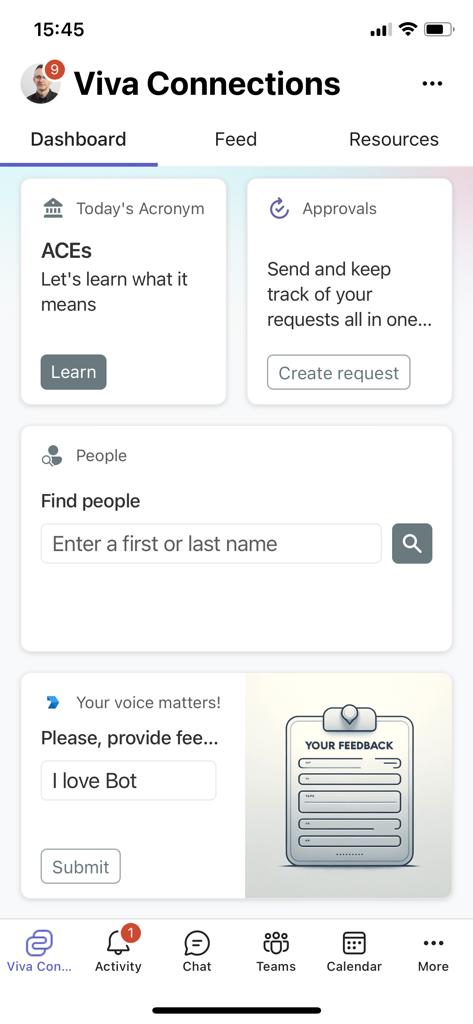 15:45
9
Viva Connections
Dashboard
Feed
Resources
Today's Acronym
ACEs
Let's learn what it
means
Learn
Approvals
Send and keep
track of your
requests all in one...
Create request
People
Find people
Enter a first or last name
Your voice matters!
Please, provide fee...
I love Bot
Submit
YOUR FEEDBACK
Viva Con...
1
Activity
Chat
Teams
Calendar
More